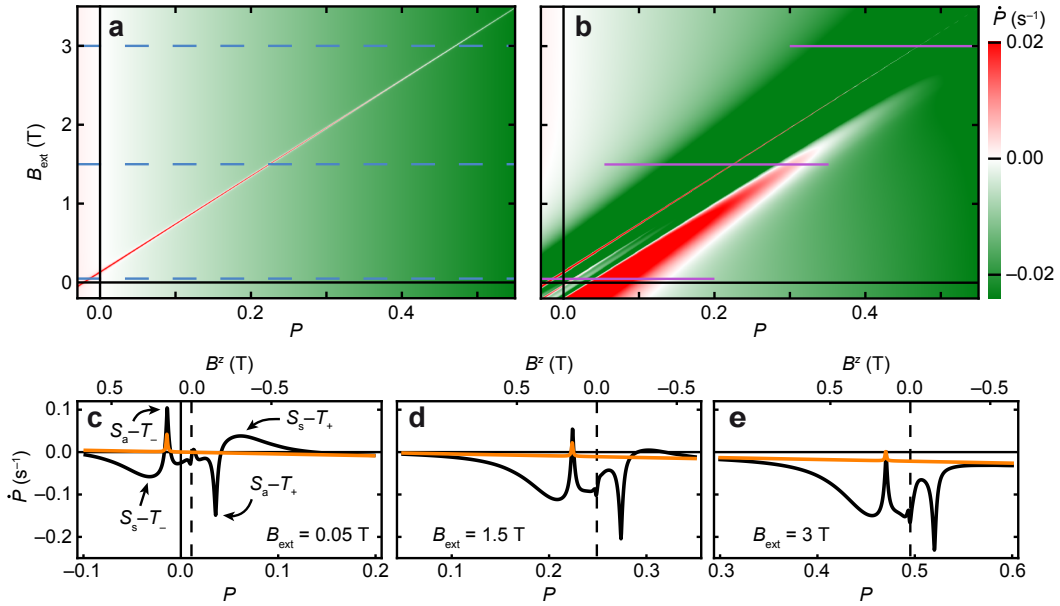 a
b
Ṗ (s⁻¹)
B_ext (T)
3
2
1
0
0.0
0.2
0.4
P
0.0
0.2
0.4
P
0.02
0.00
−0.02
B^z (T)
0.5
0.0
−0.5
B^z (T)
0.5
0.0
−0.5
B^z (T)
0.5
0.0
−0.5
Ṗ (s⁻¹)
0.1
0.0
−0.1
−0.2
c
S_a–T_−
S_s–T_+
S_s–T_−
S_a–T_+
B_ext = 0.05 T
d
B_ext = 1.5 T
e
B_ext = 3 T
−0.1
0.0
0.1
0.2
P
0.2
0.4
P
0.3
0.4
0.5
0.6
P